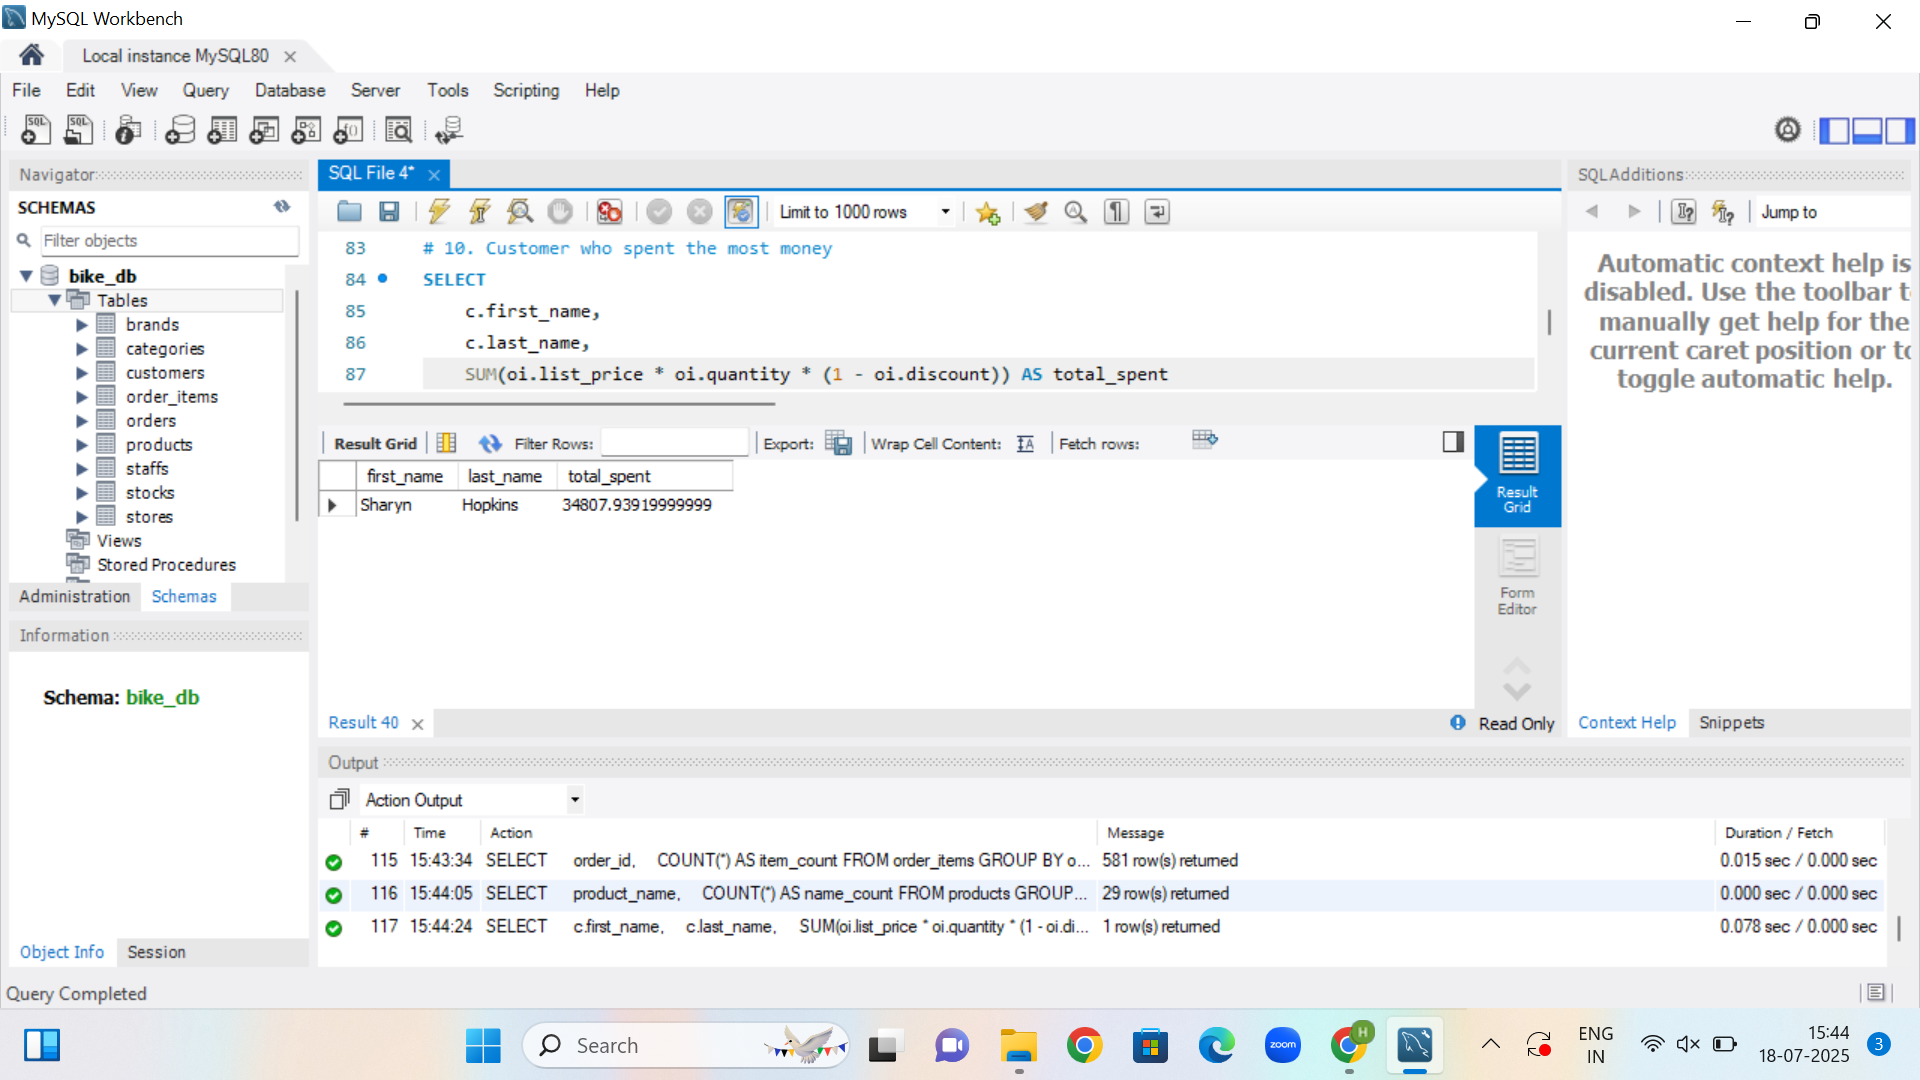 MySQL Workbench
Local instance MySQL80
File Edit View Query Database Server Tools Scripting Help
Navigator
SCHEMAS
Filter objects
bike_db
Tables
brands
categories
customers
order_items
orders
products
staffs
stocks
stores
Views
Stored Procedures
Administration Schemas
Information
Schema: bike_db
Object Info Session
Query Completed
SQL File 4*
Limit to 1000 rows
83 # 10. Customer who spent the most money
84 SELECT
85 c.first_name,
86 c.last_name,
87 SUM(oi.list_price * oi.quantity * (1 - oi.discount)) AS total_spent
Result Grid Filter Rows: Export: Wrap Cell Content: Fetch rows:
first_name last_name total_spent
Sharyn Hopkins 34807.93919999999
Result
Grid
Form
Editor
Result 40
Read Only
SQLAdditions
Jump to
Automatic context help is
disabled. Use the toolbar t
manually get help for the
current caret position or to
toggle automatic help.
Context Help Snippets
Output
Action Output
# Time Action Message Duration / Fetch
115 15:43:34 SELECT order_id, COUNT(*) AS item_count FROM order_items GROUP BY o... 581 row(s) returned 0.015 sec / 0.000 sec
116 15:44:05 SELECT product_name, COUNT(*) AS name_count FROM products GROUP... 29 row(s) returned 0.000 sec / 0.000 sec
117 15:44:24 SELECT c.first_name, c.last_name, SUM(oi.list_price * oi.quantity * (1 - oi.di... 1 row(s) returned 0.078 sec / 0.000 sec
Search
zoom
H
ENG
IN
15:44
18-07-2025
3